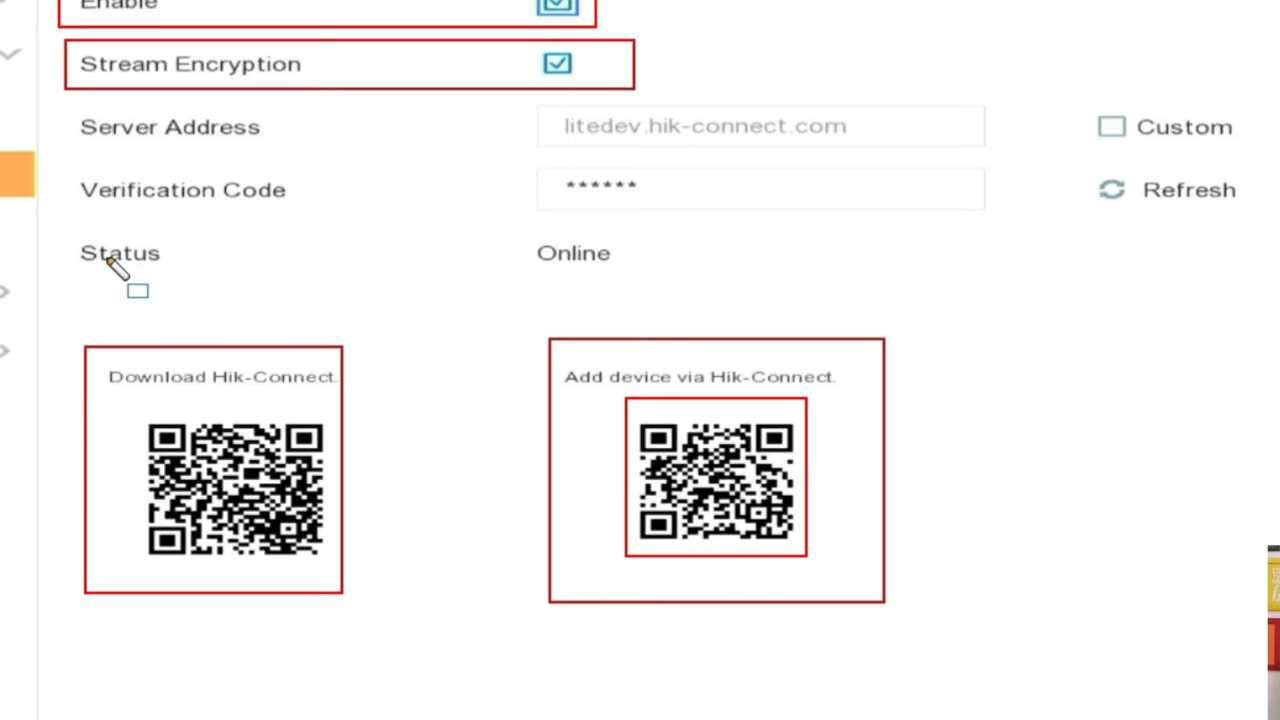 Enable
Stream Encryption
Server Address litedev.hik-connect.com Custom
Verification Code ****** Refresh
Status Online
Download Hik-Connect. Add device via Hik-Connect.